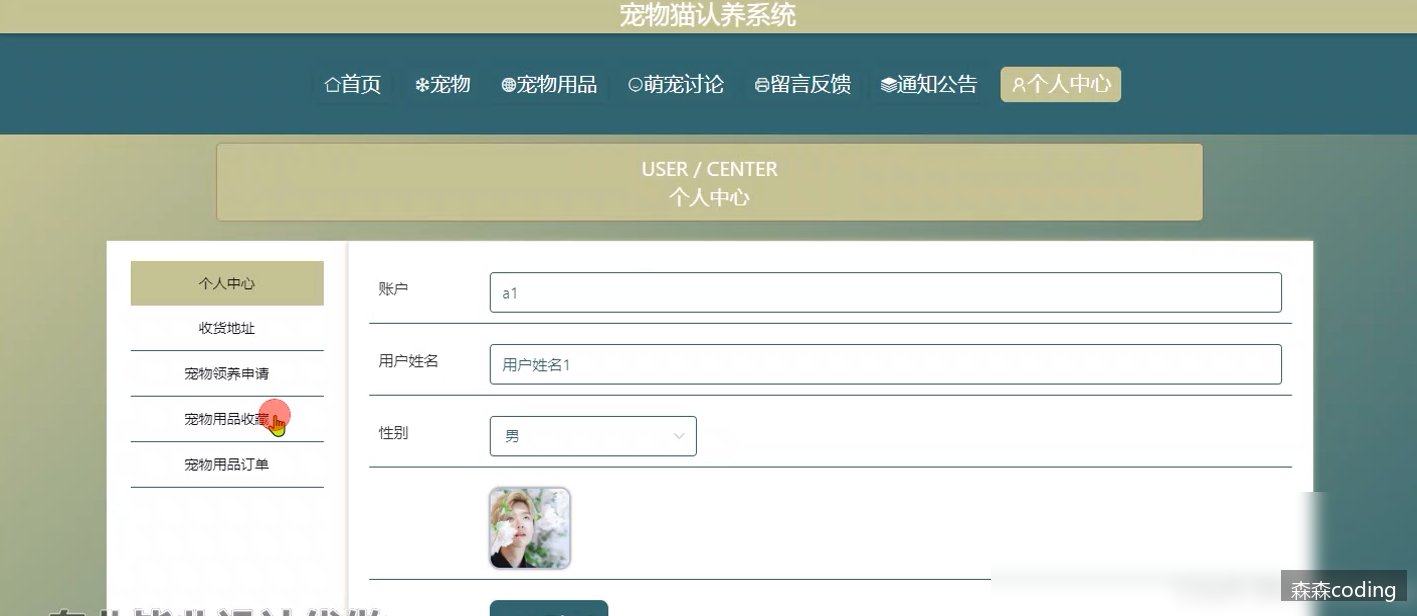 宠物猫认养系统
首页 宠物 宠物用品 萌宠讨论 留言反馈 通知公告 个人中心
USER / CENTER
个人中心
个人中心
收货地址
宠物领养申请
宠物用品收藏
宠物用品订单
账户 a1
用户姓名 用户姓名1
性别 男
森森coding